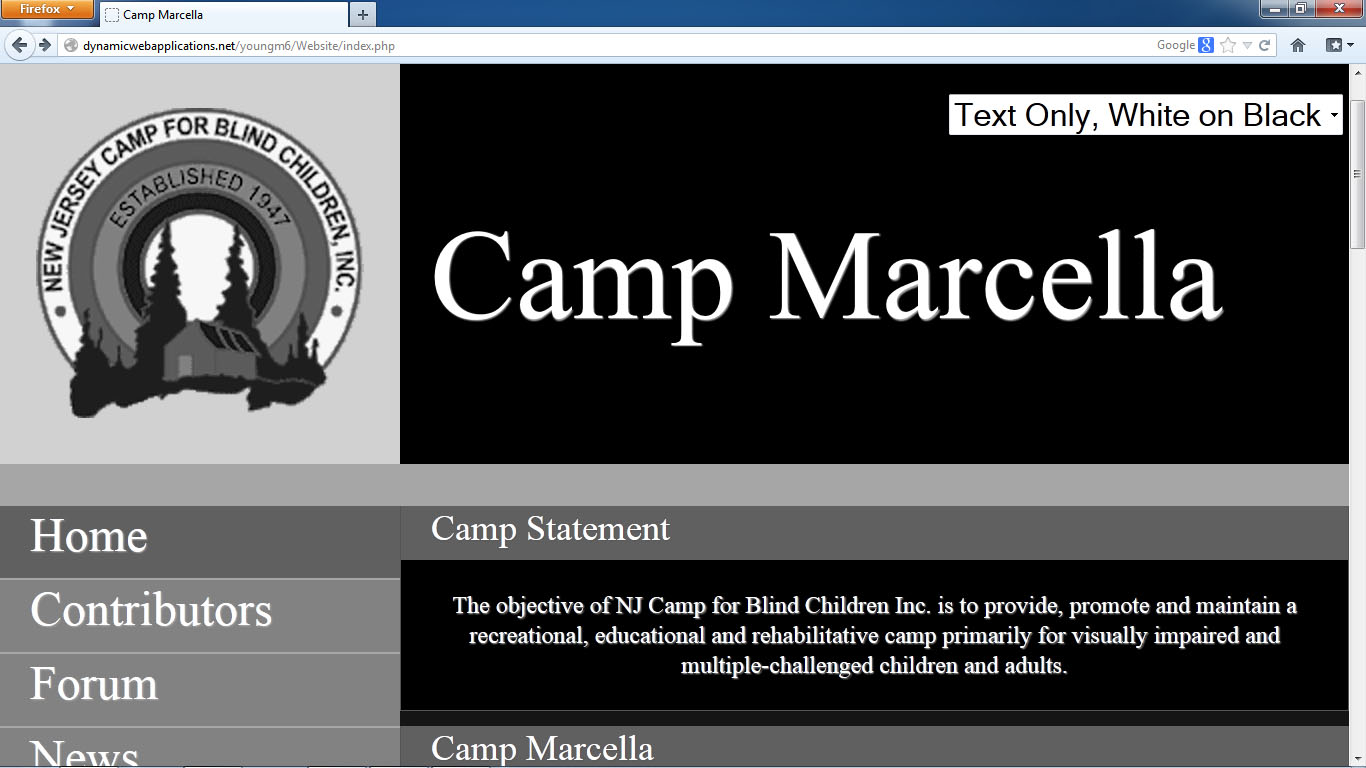 Firefox
Camp Marcella
dynamicwebapplications.net/youngm6/Website/index.php
Google
NEW JERSEY CAMP FOR BLIND CHILDREN, INC.
ESTABLISHED 1947
Text Only, White on Black
Camp Marcella
Home
Contributors
Forum
News
Camp Statement
The objective of NJ Camp for Blind Children Inc. is to provide, promote and maintain a
recreational, educational and rehabilitative camp primarily for visually impaired and
multiple-challenged children and adults.
Camp Marcella